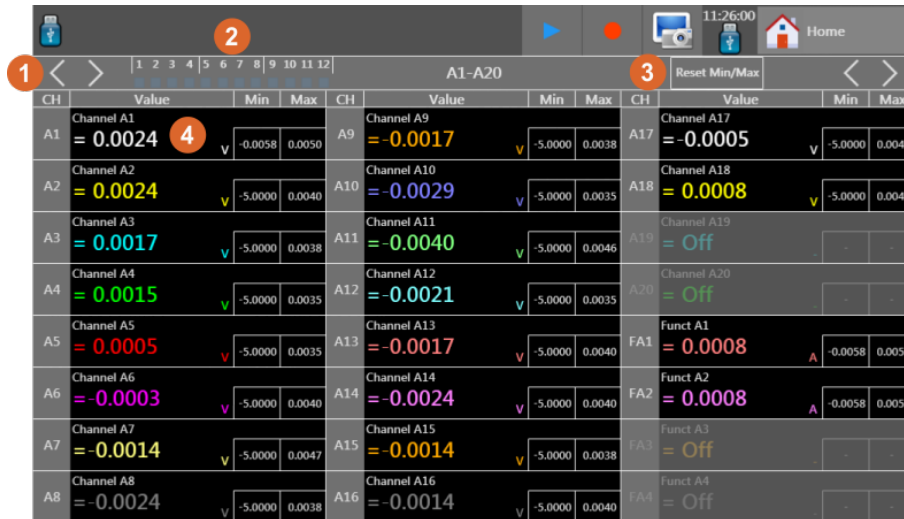 11:26:00
Home
2
1
1 2 3 4 5 6 7 8 9 10 11 12
A1-A20
3
Reset Min/Max
CH Value Min Max CH Value Min Max CH Value Min Max
Channel A1
A1 = 0.0024 4 V -0.0058 0.0050
Channel A9
A9 =-0.0017 V -5.0000 0.0038
Channel A17
A17 =-0.0005 V -5.0000 0.004
Channel A2
A2 = 0.0024 V -5.0000 0.0040
Channel A10
A10 =-0.0029 V -5.0000 0.0035
Channel A18
A18 = 0.0008 V -5.0000 0.004
Channel A3
A3 = 0.0017 V -5.0000 0.0038
Channel A11
A11 =-0.0040 V -5.0000 0.0046
Channel A19
A19 = Off - - -
Channel A4
A4 = 0.0015 V -5.0000 0.0035
Channel A12
A12 =-0.0021 V -5.0000 0.0035
Channel A20
A20 = Off - - -
Channel A5
A5 = 0.0005 V -5.0000 0.0035
Channel A13
A13 =-0.0017 V -5.0000 0.0040
Funct A1
FA1 = 0.0008 A -0.0058 0.005
Channel A6
A6 =-0.0003 V -5.0000 0.0040
Channel A14
A14 =-0.0024 V -5.0000 0.0040
Funct A2
FA2 = 0.0008 A -0.0058 0.005
Channel A7
A7 =-0.0014 V -5.0000 0.0047
Channel A15
A15 =-0.0014 V -5.0000 0.0038
Funct A3
FA3 = Off - - -
Channel A8
A8 =-0.0024 V -5.0000 0.0038
Channel A16
A16 =-0.0014 V -5.0000 0.0040
Funct A4
FA4 = Off - - -